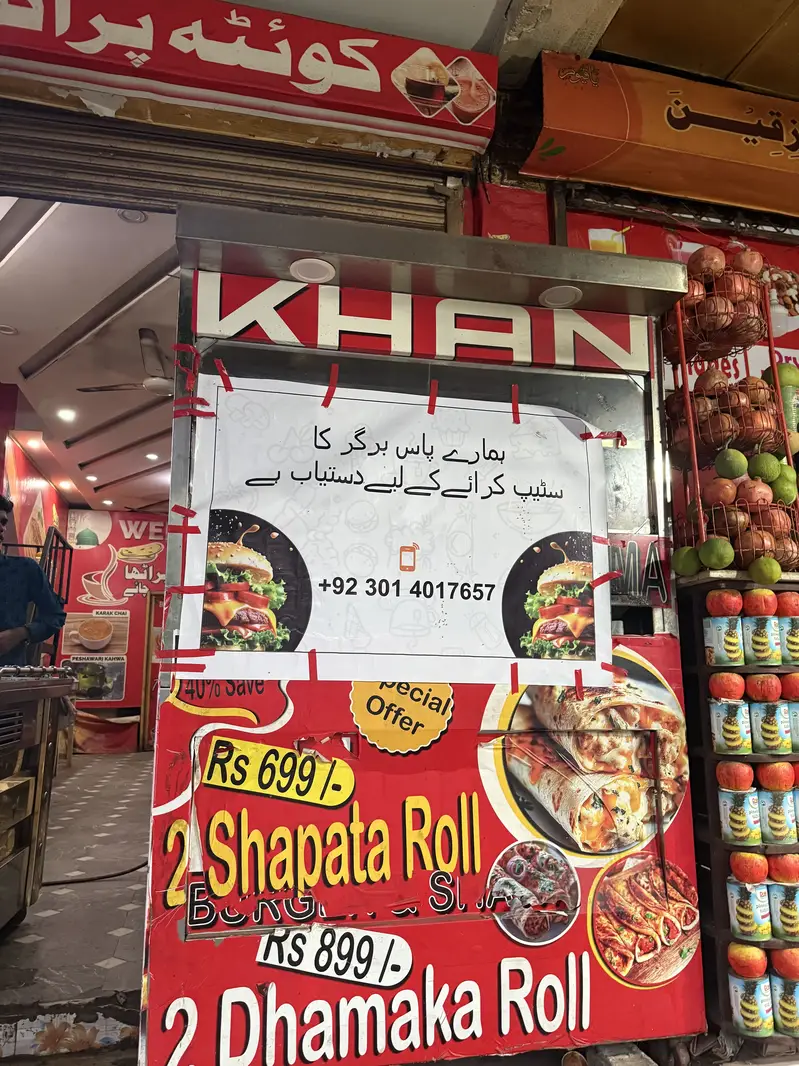 کوئٹہ
KHAN
ہمارے پاس برگر کا
سٹیپ کرائے کے لیے دستیاب ہے
+92 301 4017657
40% Save
Special
Offer
Rs 699/-
2 Shapata Roll
Rs 899/-
2 Dhamaka Roll
KARAK CHAI
PESHAWARI KAHWA